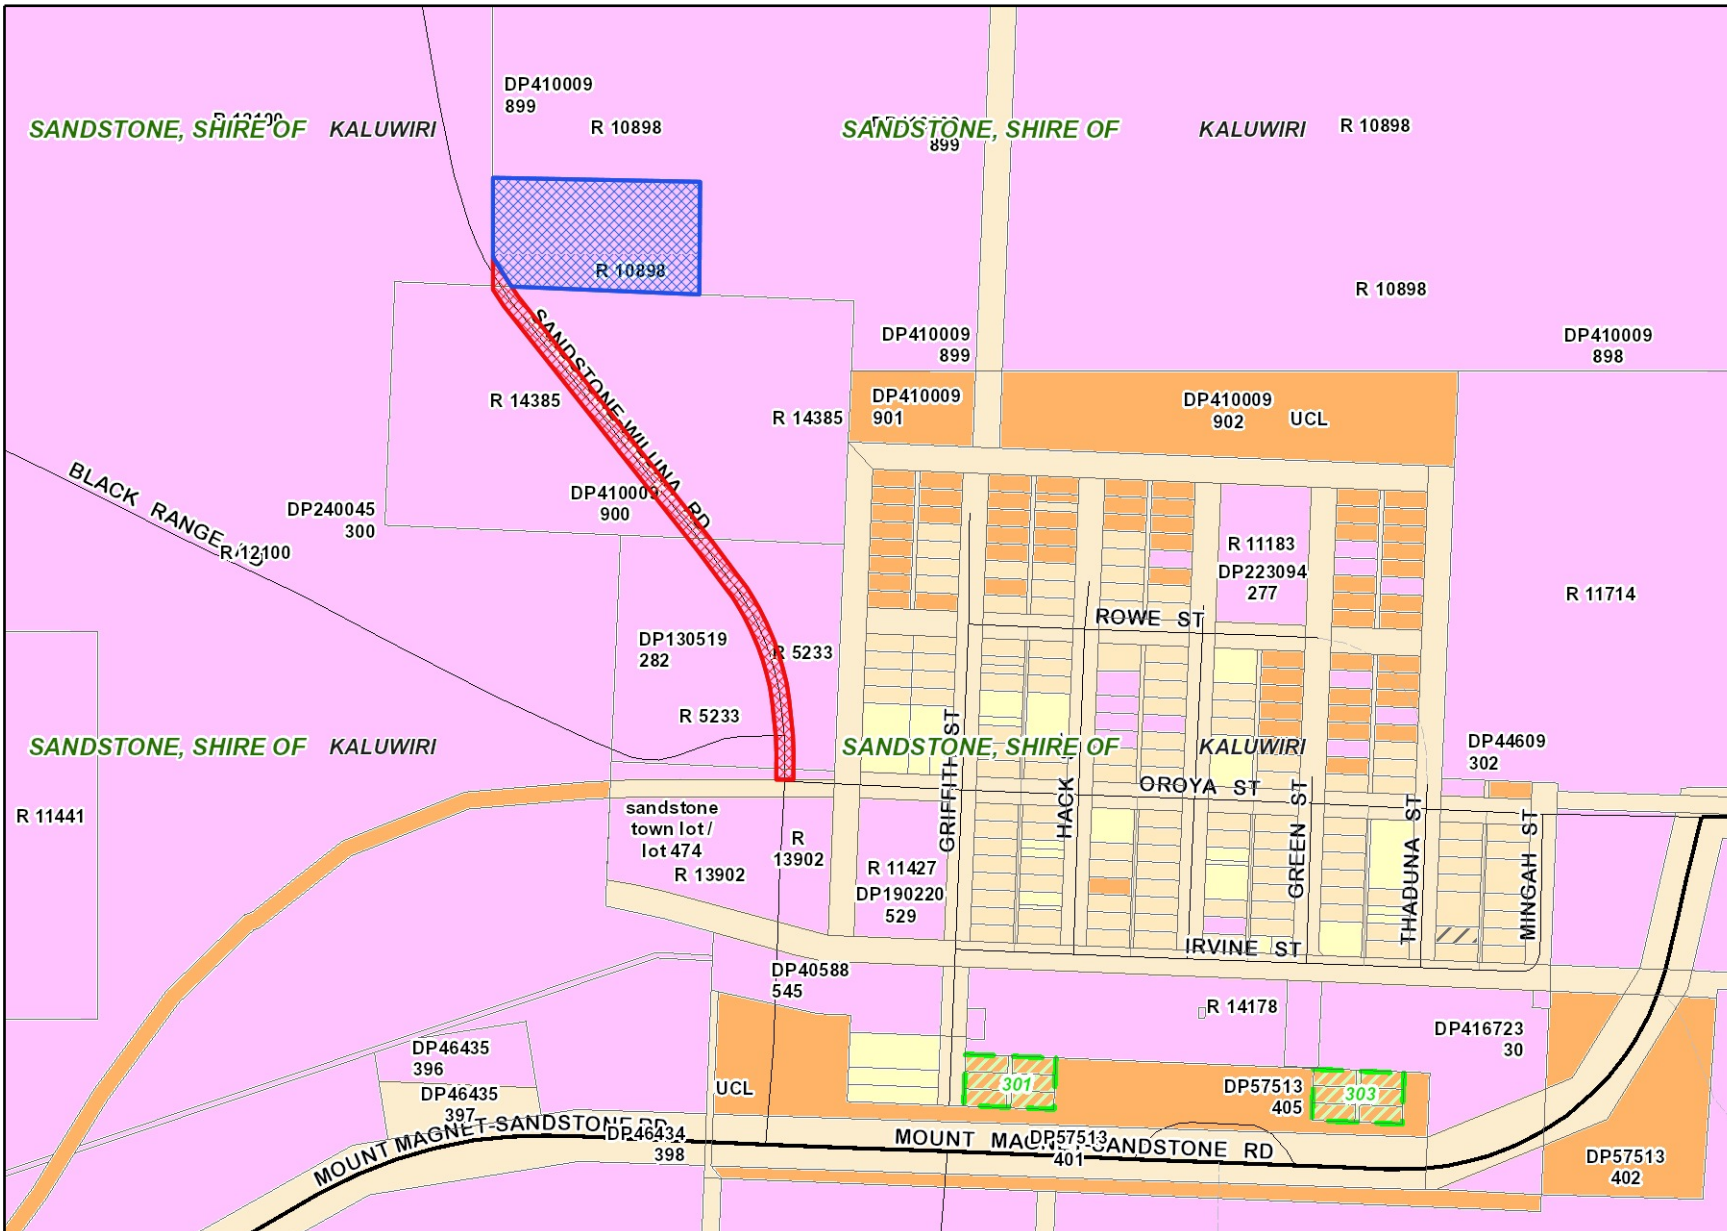 DP410009
899
R 10898
SANDSTONE, SHIRE OF KALUWIRI
R 12100
SANDSTONE, SHIRE OF KALUWIRI
899
R 10898
R 10898
R 10898
DP410009
899
DP410009
898
SANDSTONE-WILUNA RD
R 14385
R 14385
DP410009
901
DP410009
902
UCL
BLACK RANGE RD
DP240045
300
R 12100
DP410009
900
R 11183
DP223094
277
R 11714
ROWE ST
DP130519
282
R 5233
R 5233
SANDSTONE, SHIRE OF KALUWIRI
SANDSTONE, SHIRE OF KALUWIRI
GRIFFITH ST
HACK
GREEN ST
THADUNA ST
MINGAH ST
DP44609
302
OROYA ST
R 11441
sandstone
town lot /
lot 474
R 13902
R
13902
R 11427
DP190220
529
IRVINE ST
DP40588
545
R 14178
DP416723
30
DP46435
396
DP46435
397
UCL
301
303
DP57513
405
MOUNT MAGNET-SANDSTONE RD
DP46434
398
MOUNT MAGNET-SANDSTONE RD
DP57513
401
DP57513
402